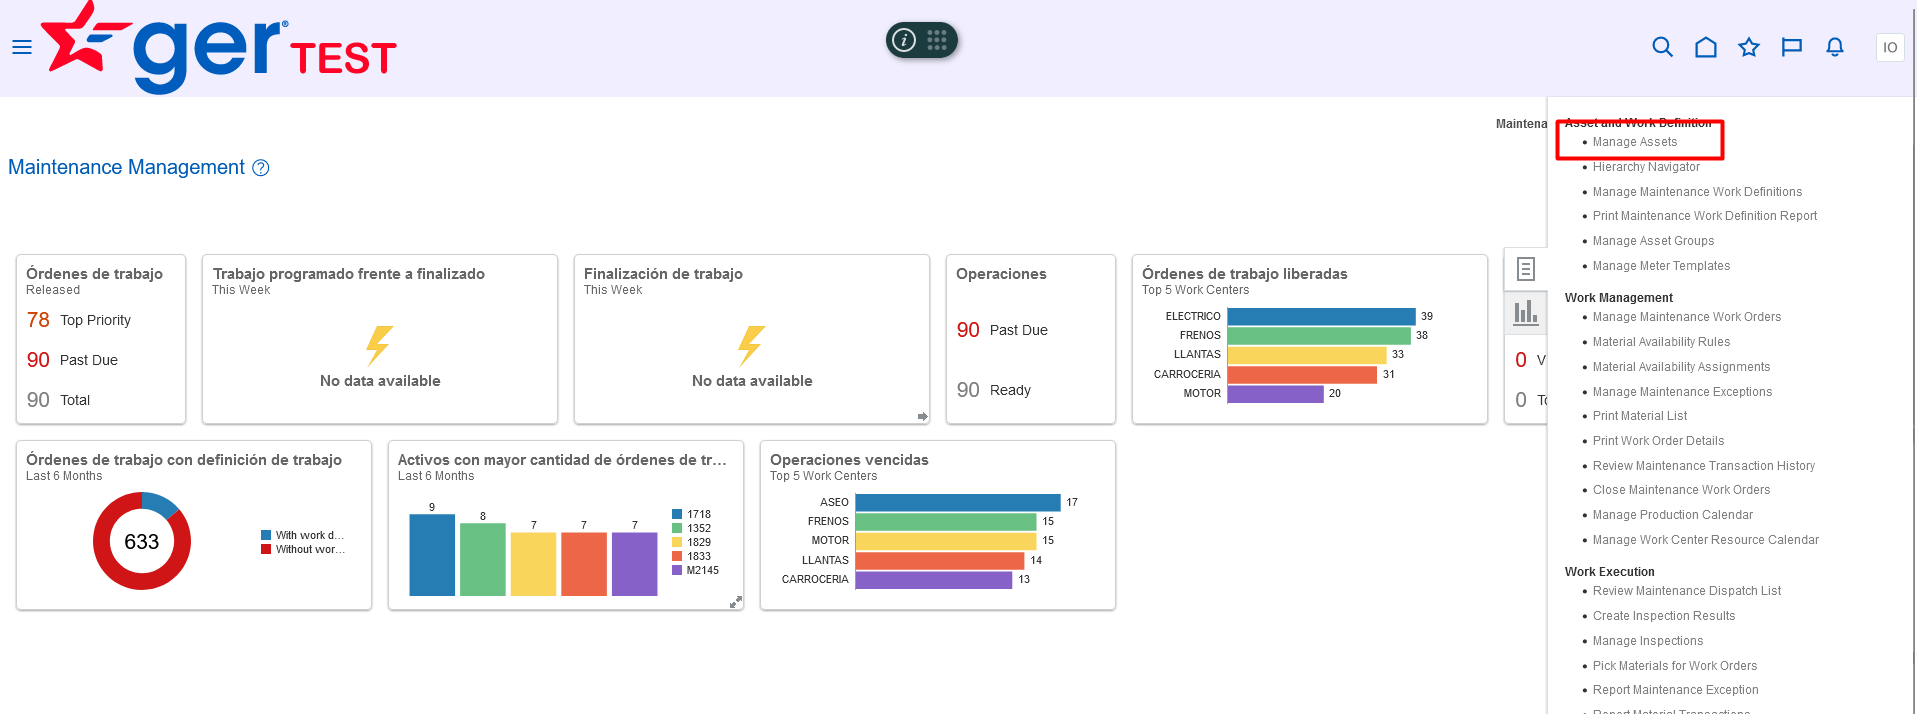 ger® TEST
i
IO
Maintena
Maintenance Management ?
Órdenes de trabajo
Released
78 Top Priority
90 Past Due
90 Total
Trabajo programado frente a finalizado
This Week
No data available
Finalización de trabajo
This Week
No data available
Operaciones
90 Past Due
90 Ready
Órdenes de trabajo liberadas
Top 5 Work Centers
ELECTRICO 39
FRENOS 38
LLANTAS 33
CARROCERIA 31
MOTOR 20
0 V
0 To
Órdenes de trabajo con definición de trabajo
Last 6 Months
633
With work d...
Without wor...
Activos con mayor cantidad de órdenes de tr...
Last 6 Months
9 8 7 7 7
1718
1352
1829
1833
M2145
Operaciones vencidas
Top 5 Work Centers
ASEO 17
FRENOS 15
MOTOR 15
LLANTAS 14
CARROCERIA 13
Asset and Work Definition
• Manage Assets
• Hierarchy Navigator
• Manage Maintenance Work Definitions
• Print Maintenance Work Definition Report
• Manage Asset Groups
• Manage Meter Templates
Work Management
• Manage Maintenance Work Orders
• Material Availability Rules
• Material Availability Assignments
• Manage Maintenance Exceptions
• Print Material List
• Print Work Order Details
• Review Maintenance Transaction History
• Close Maintenance Work Orders
• Manage Production Calendar
• Manage Work Center Resource Calendar
Work Execution
• Review Maintenance Dispatch List
• Create Inspection Results
• Manage Inspections
• Pick Materials for Work Orders
• Report Maintenance Exception
• Report Material Transactions